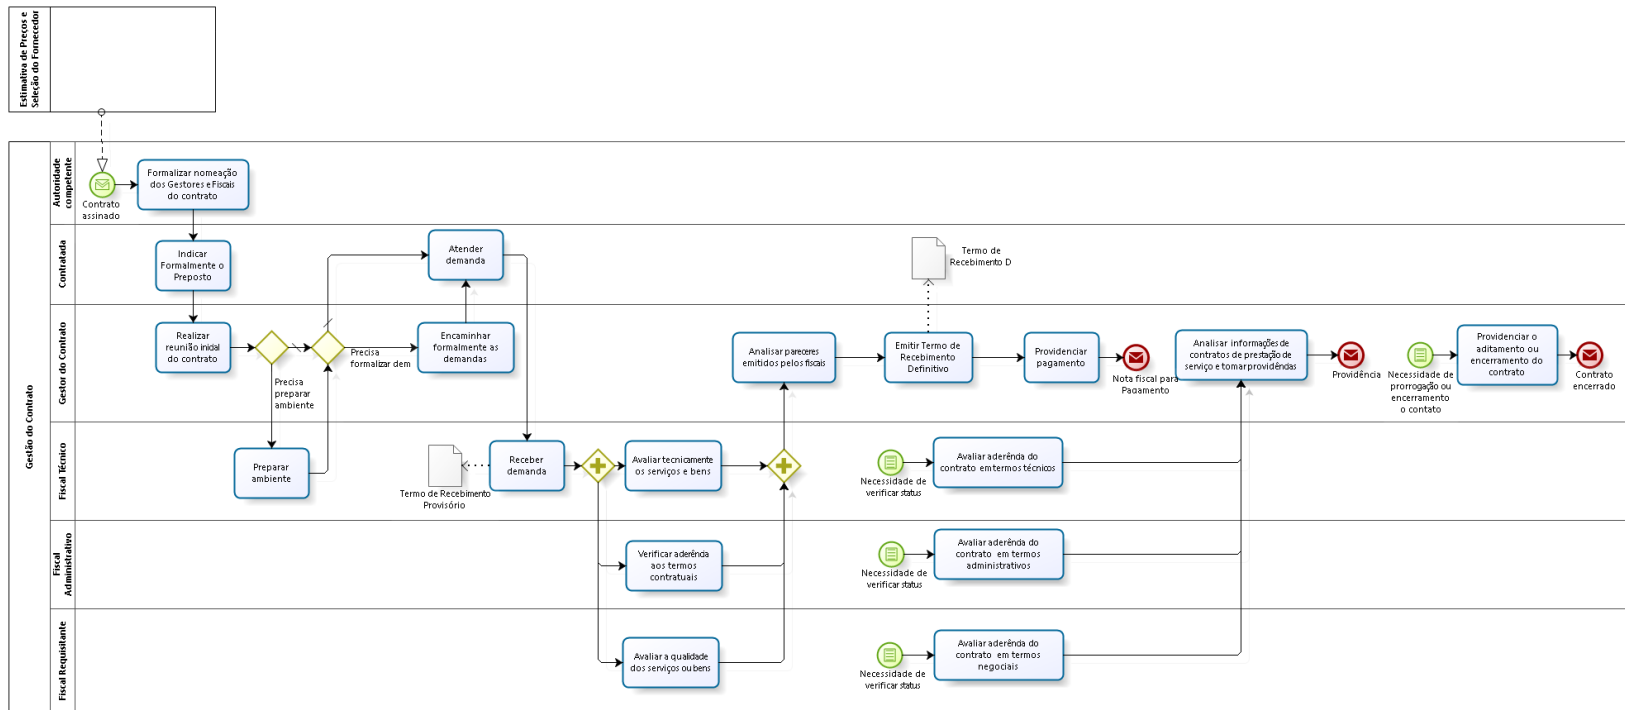 Estimativa de Preços e
Seleção do Fornecedor
Gestão do Contrato
Autoridade
competente
Contrato
assinado
Formalizar nomeação
dos Gestores e Fiscais
do contrato
Contratada
Indicar
Formalmente o
Preposto
Atender
demanda
Termo de
Recebimento D
Gestor do Contrato
Realizar
reunião inicial
do contrato
Precisa
preparar
ambiente
Precisa
formalizar dem
Encaminhar
formalmente as
demandas
Analisar pareceres
emitidos pelos fiscais
Emitir Termo de
Recebimento
Definitivo
Providenciar
pagamento
Nota fiscal para
Pagamento
Analisar informações de
contratos de prestação de
serviço e tomar providências
Providência
Necessidade de
prorrogação ou
encerramento
o contato
Providenciar o
aditamento ou
encerramento do
contrato
Contrato
encerrado
Fiscal Técnico
Preparar
ambiente
Termo de Recebimento
Provisório
Receber
demanda
Avaliar tecnicamente
os serviços e bens
Necessidade de
verificar status
Avaliar aderência do
contrato em termos técnicos
Fiscal
Administrativo
Verificar aderência
aos termos
contratuais
Necessidade de
verificar status
Avaliar aderência do
contrato em termos
administrativos
Fiscal Requisitante
Avaliar a qualidade
dos serviços ou bens
Necessidade de
verificar status
Avaliar aderência do
contrato em termos
negociais